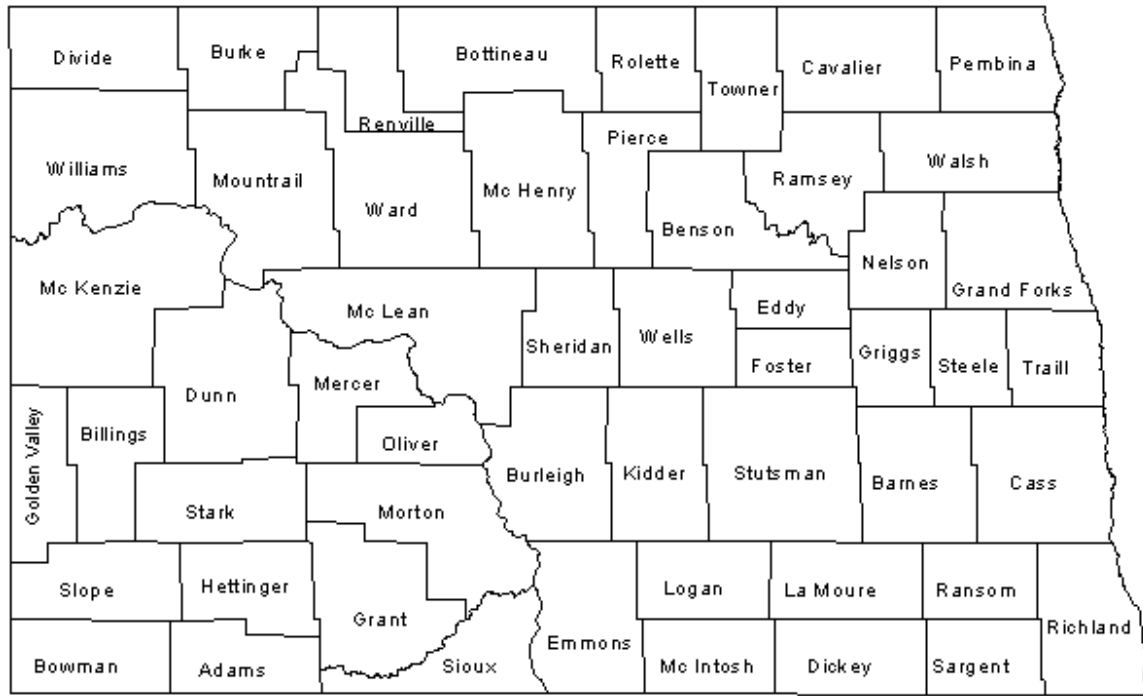 Divide
Burke
Bottineau
Rolette
Towner
Cavalier
Pembina
Renville
Pierce
Williams
Mountrail
Ward
Mc Henry
Benson
Ramsey
Walsh
Nelson
Mc Kenzie
Grand Forks
Mc Lean
Eddy
Sheridan
Wells
Foster
Griggs
Steele
Traill
Dunn
Mercer
Golden Valley
Billings
Oliver
Burleigh
Kidder
Stutsman
Barnes
Cass
Stark
Morton
Slope
Hettinger
Grant
Logan
La Moure
Ransom
Richland
Emmons
Bowman
Adams
Sioux
Mc Intosh
Dickey
Sargent